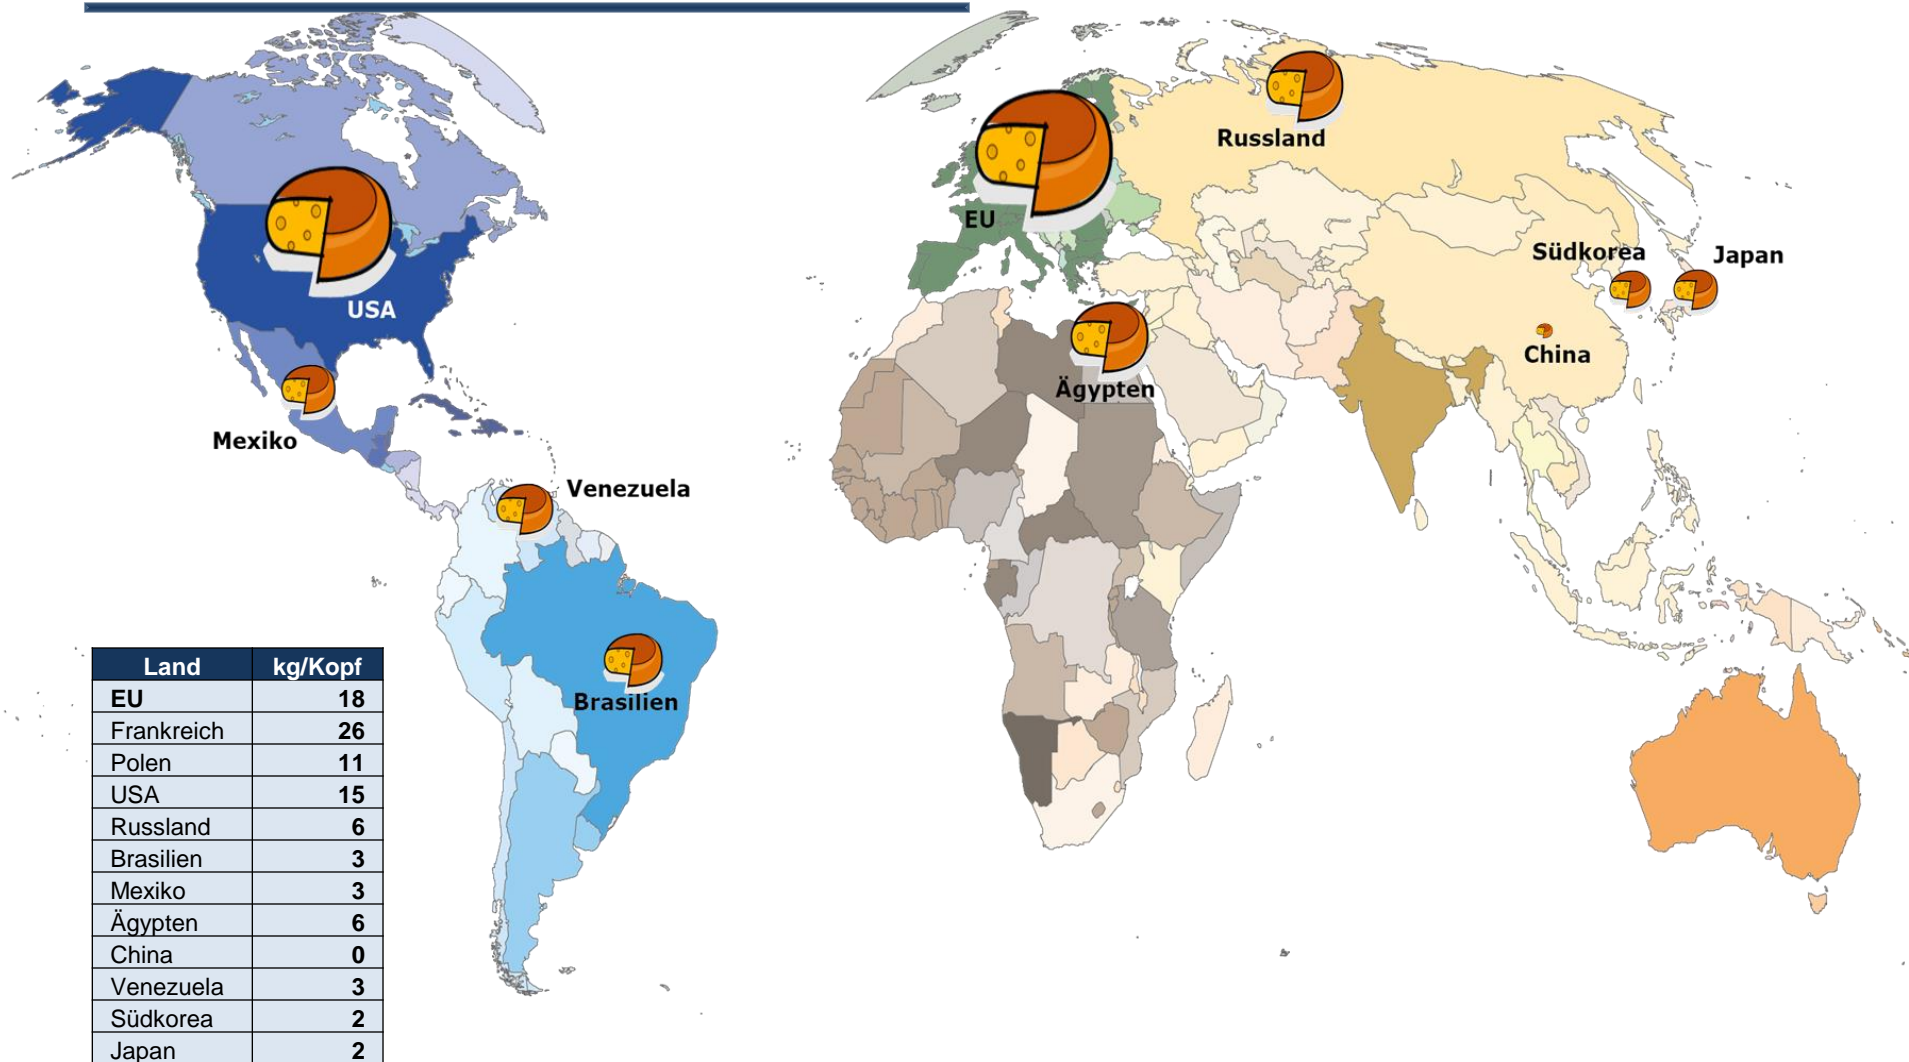 Russland
EU
Südkorea
Japan
USA
China
Ägypten
Mexiko
Venezuela
Brasilien
Land kg/Kopf
EU 18
Frankreich 26
Polen 11
USA 15
Russland 6
Brasilien 3
Mexiko 3
Ägypten 6
China 0
Venezuela 3
Südkorea 2
Japan 2